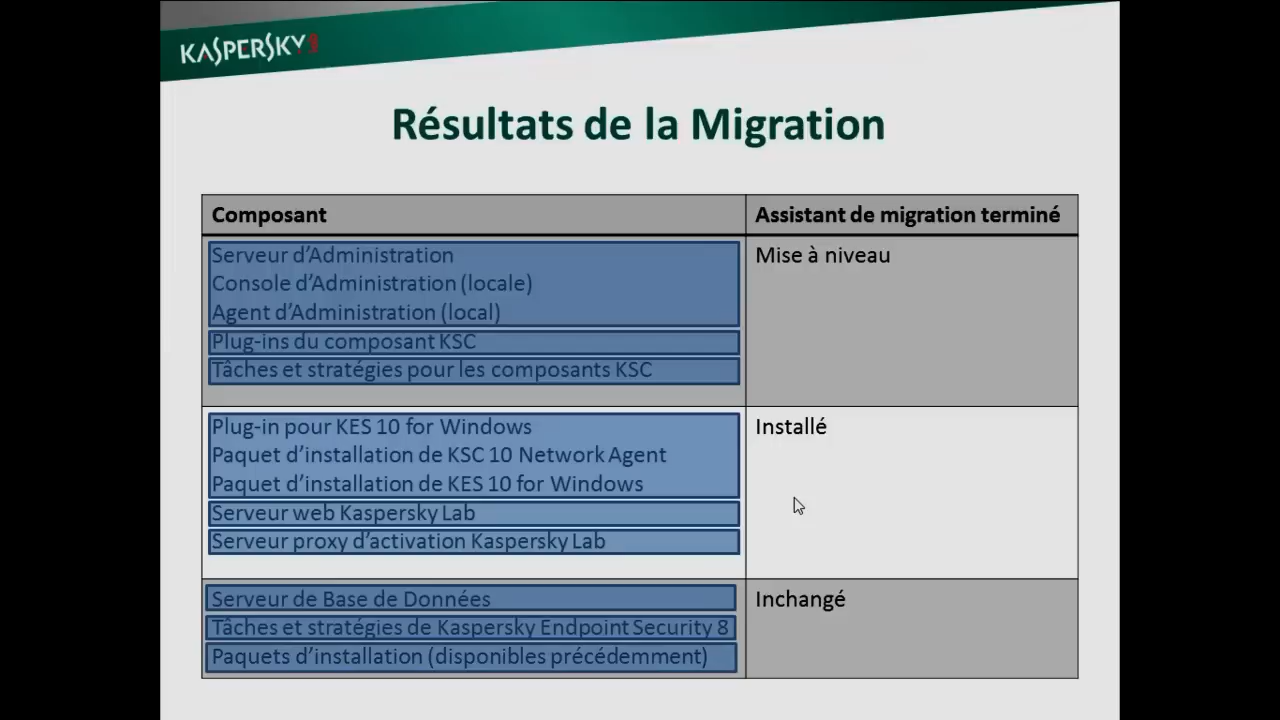 KASPERSKY
Résultats de la Migration
Composant
Assistant de migration terminé
Serveur d'Administration
Console d'Administration (locale)
Agent d'Administration (local)
Plug-ins du composant KSC
Tâches et stratégies pour les composants KSC
Mise à niveau
Plug-in pour KES 10 for Windows
Paquet d'installation de KSC 10 Network Agent
Paquet d'installation de KES 10 for Windows
Serveur web Kaspersky Lab
Serveur proxy d'activation Kaspersky Lab
Installé
Serveur de Base de Données
Tâches et stratégies de Kaspersky Endpoint Security 8
Paquets d'installation (disponibles précédemment)
Inchangé